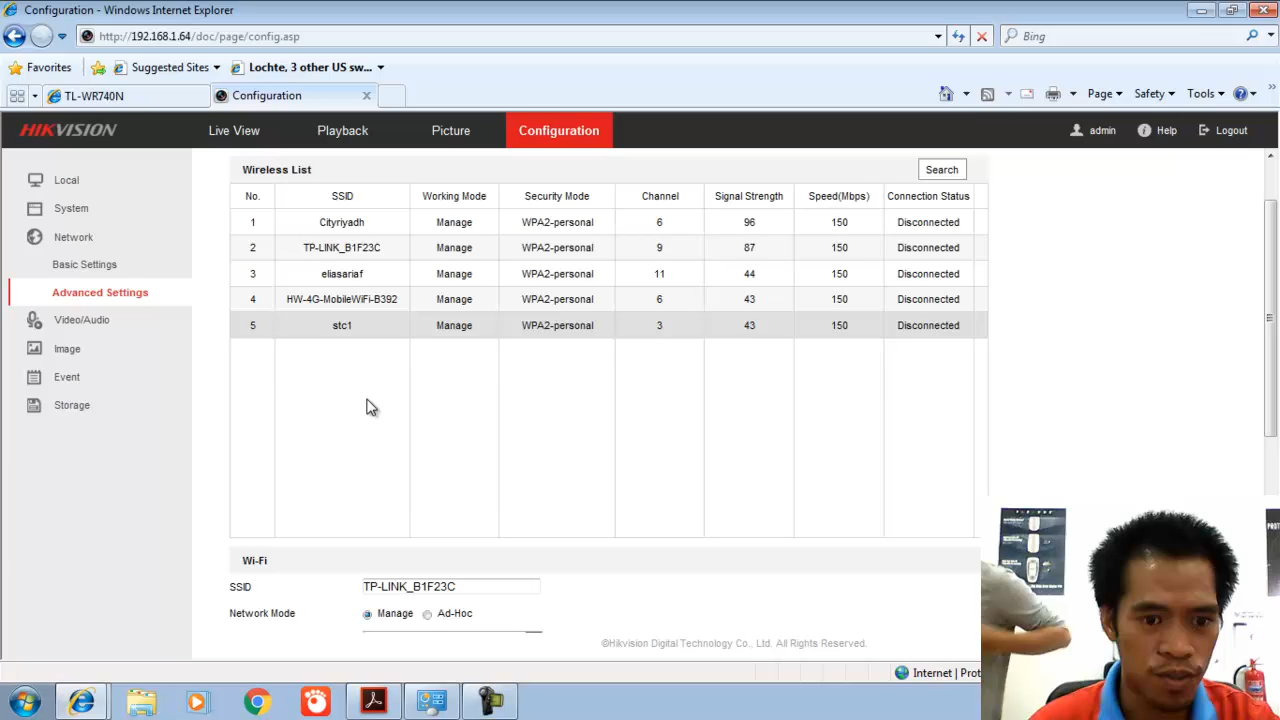 Configuration - Windows Internet Explorer
http://192.168.1.64/doc/page/config.asp
Bing
Favorites Suggested Sites Lochte, 3 other US sw...
TL-WR740N Configuration
Page Safety Tools
HIKVISION Live View Playback Picture Configuration admin Help Logout
Local
System
Network
Basic Settings
Advanced Settings
Video/Audio
Image
Event
Storage
Wireless List Search
No. SSID Working Mode Security Mode Channel Signal Strength Speed(Mbps) Connection Status
1 Cityriyadh Manage WPA2-personal 6 96 150 Disconnected
2 TP-LINK_B1F23C Manage WPA2-personal 9 87 150 Disconnected
3 eliasariaf Manage WPA2-personal 11 44 150 Disconnected
4 HW-4G-MobileWiFi-B392 Manage WPA2-personal 6 43 150 Disconnected
5 stc1 Manage WPA2-personal 3 43 150 Disconnected
Wi-Fi
SSID TP-LINK_B1F23C
Network Mode Manage Ad-Hoc
©Hikvision Digital Technology Co., Ltd. All Rights Reserved.
Internet | Prot